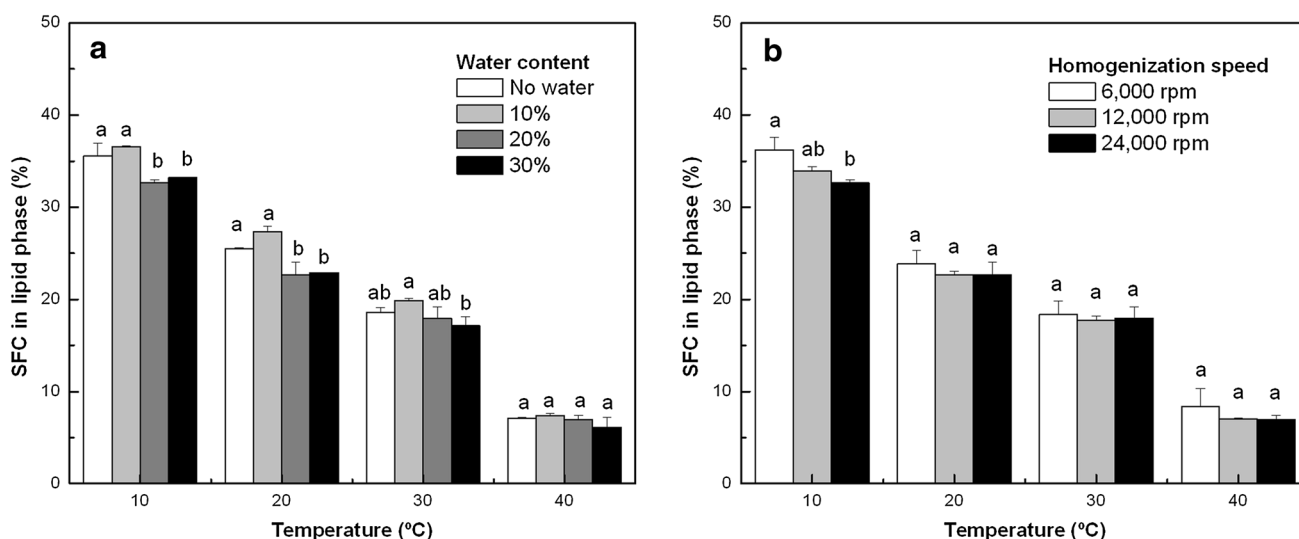 a
Water content
No water
10%
20%
30%
50
40
30
20
10
0
SFC in lipid phase (%)
a a b b
a a b b
ab a ab b
a a a a
10 20 30 40
Temperature (ºC)
b
Homogenization speed
6,000 rpm
12,000 rpm
24,000 rpm
50
40
30
20
10
0
SFC in lipid phase (%)
a ab b
a a a
a a a
a a a
10 20 30 40
Temperature (ºC)